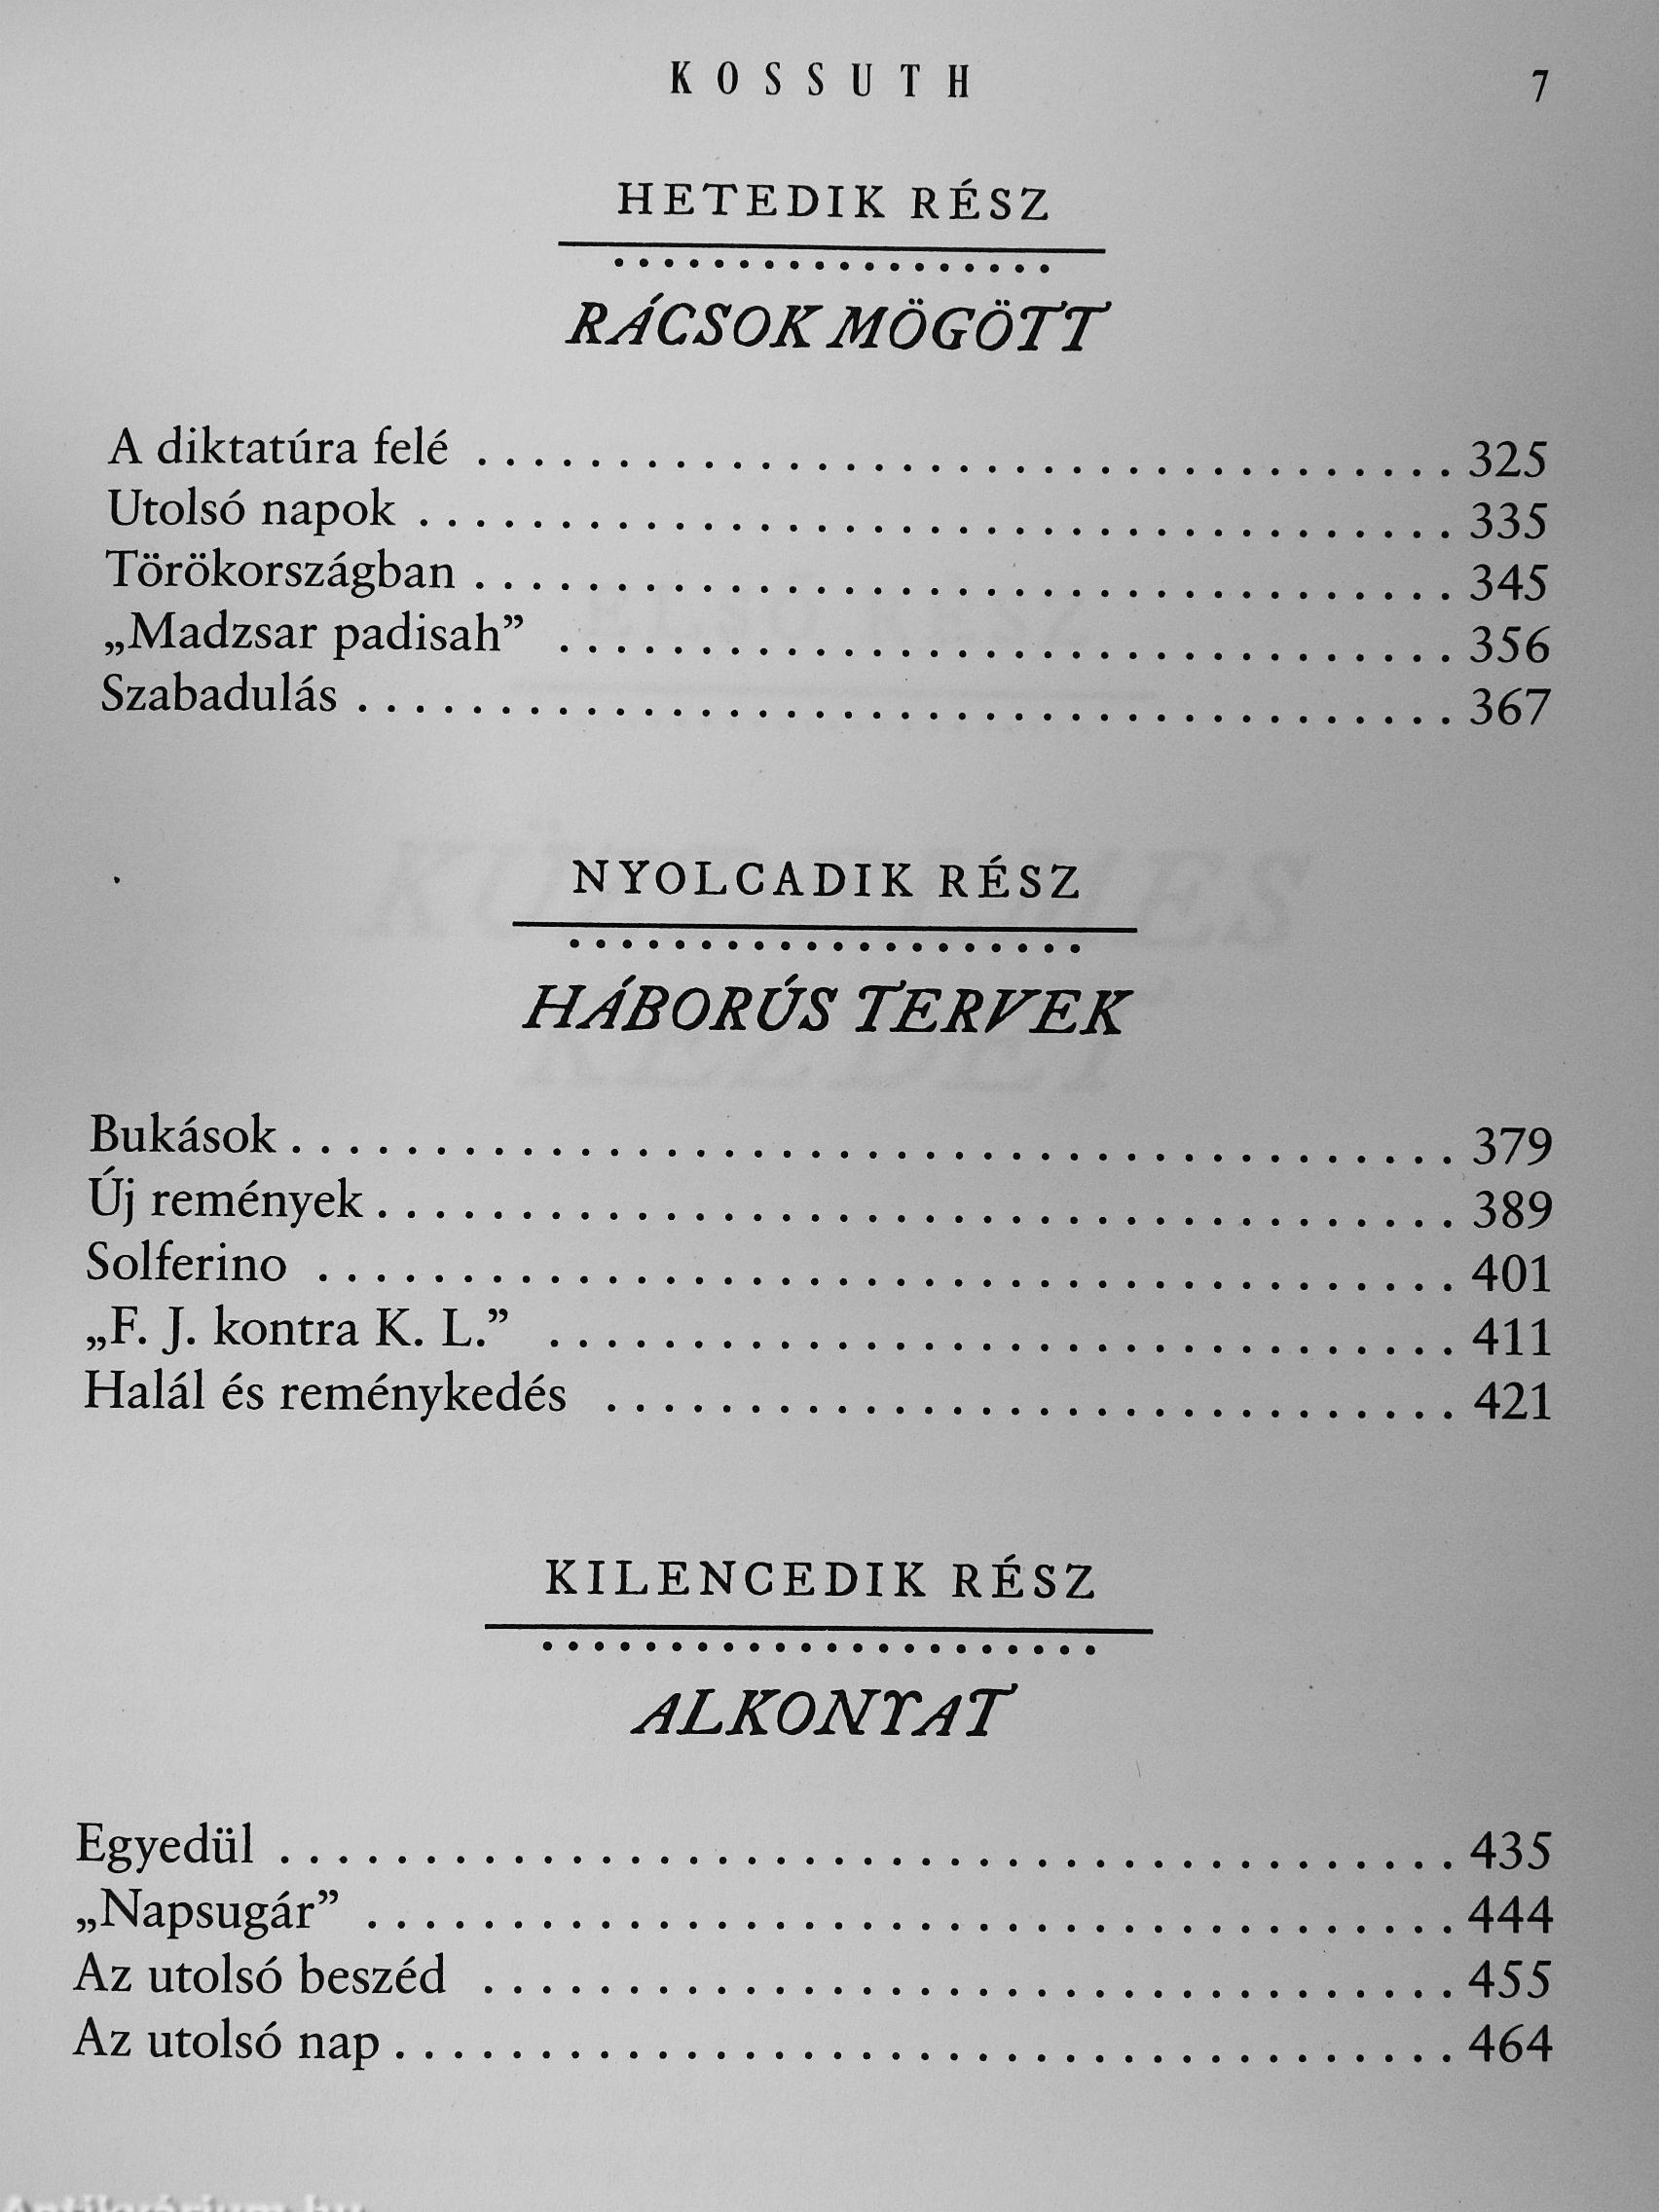 KOSSUTH 7
HETEDIK RÉSZ
RÁCSOK MÖGÖTT
A diktatúra felé . . . . . . . . . . . . . . . . . . . . . . . . . . . . . . . . . . . 325
Utolsó napok . . . . . . . . . . . . . . . . . . . . . . . . . . . . . . . . . . . . . 335
Törökországban . . . . . . . . . . . . . . . . . . . . . . . . . . . . . . . . . . . 345
„Madzsar padisah” . . . . . . . . . . . . . . . . . . . . . . . . . . . . . . . . 356
Szabadulás . . . . . . . . . . . . . . . . . . . . . . . . . . . . . . . . . . . . . . . 367
NYOLCADIK RÉSZ
HÁBORÚS TERVEK
Bukások . . . . . . . . . . . . . . . . . . . . . . . . . . . . . . . . . . . . . . . . . 379
Új remények . . . . . . . . . . . . . . . . . . . . . . . . . . . . . . . . . . . . . . 389
Solferino . . . . . . . . . . . . . . . . . . . . . . . . . . . . . . . . . . . . . . . . 401
„F. J. kontra K. L.” . . . . . . . . . . . . . . . . . . . . . . . . . . . . . . . . 411
Halál és reménykedés . . . . . . . . . . . . . . . . . . . . . . . . . . . . . . 421
KILENCEDIK RÉSZ
ALKONYAT
Egyedül . . . . . . . . . . . . . . . . . . . . . . . . . . . . . . . . . . . . . . . . . 435
„Napsugár” . . . . . . . . . . . . . . . . . . . . . . . . . . . . . . . . . . . . . . 444
Az utolsó beszéd . . . . . . . . . . . . . . . . . . . . . . . . . . . . . . . . . . 455
Az utolsó nap . . . . . . . . . . . . . . . . . . . . . . . . . . . . . . . . . . . . . 464
Antikvárium.hu